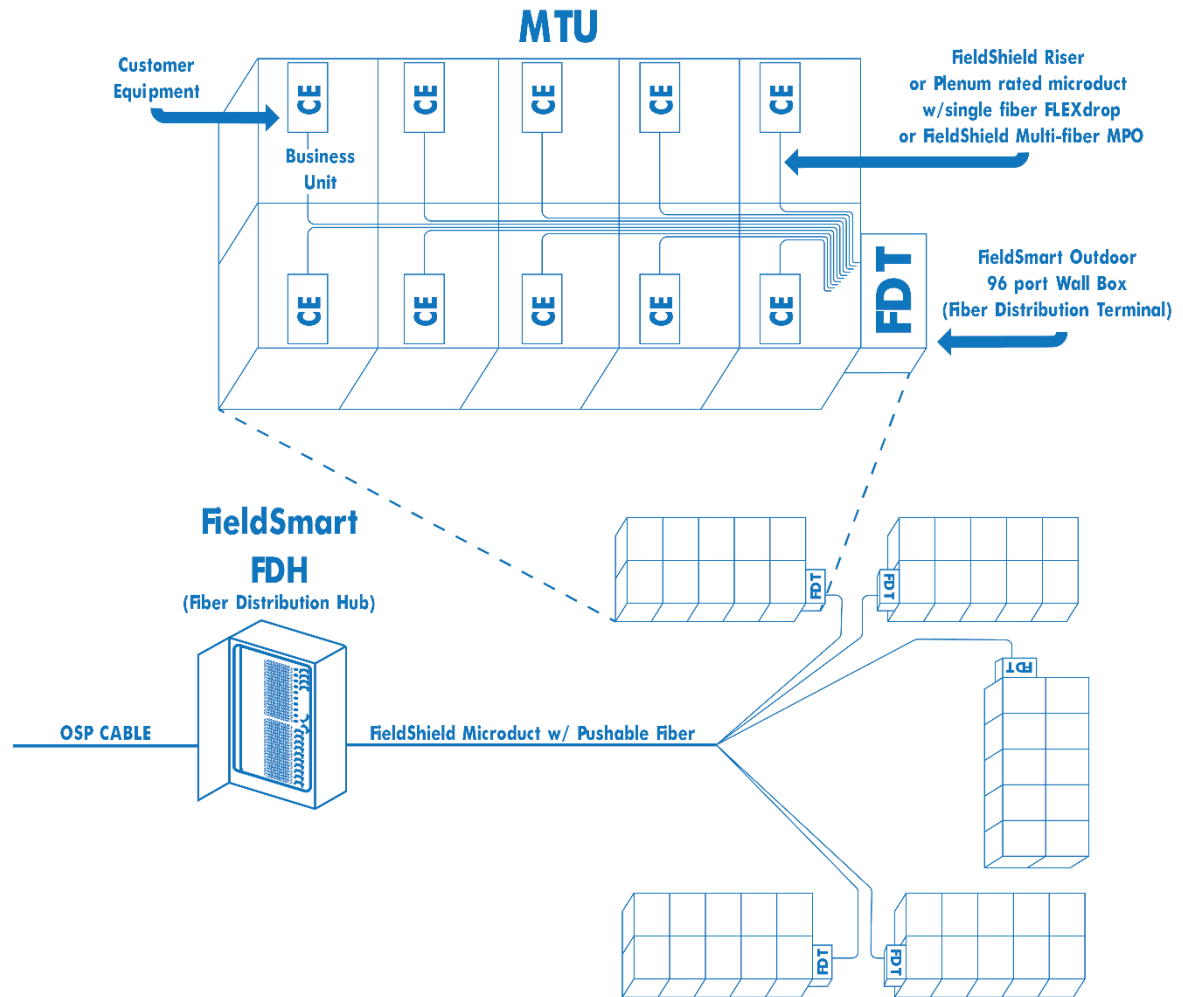 MTU
Customer
Equipment
FieldShield Riser
or Plenum rated microduct
w/single fiber FLEXdrop
or FieldShield Multi-fiber MPO
CE
CE
CE
CE
CE
Business
Unit
CE
CE
CE
CE
CE
FDT
FieldSmart Outdoor
96 port Wall Box
(Fiber Distribution Terminal)
FieldSmart
FDH
(Fiber Distribution Hub)
OSP CABLE
FieldShield Microduct w/ Pushable Fiber
FDT
FDT
FDT
FDT
FDT